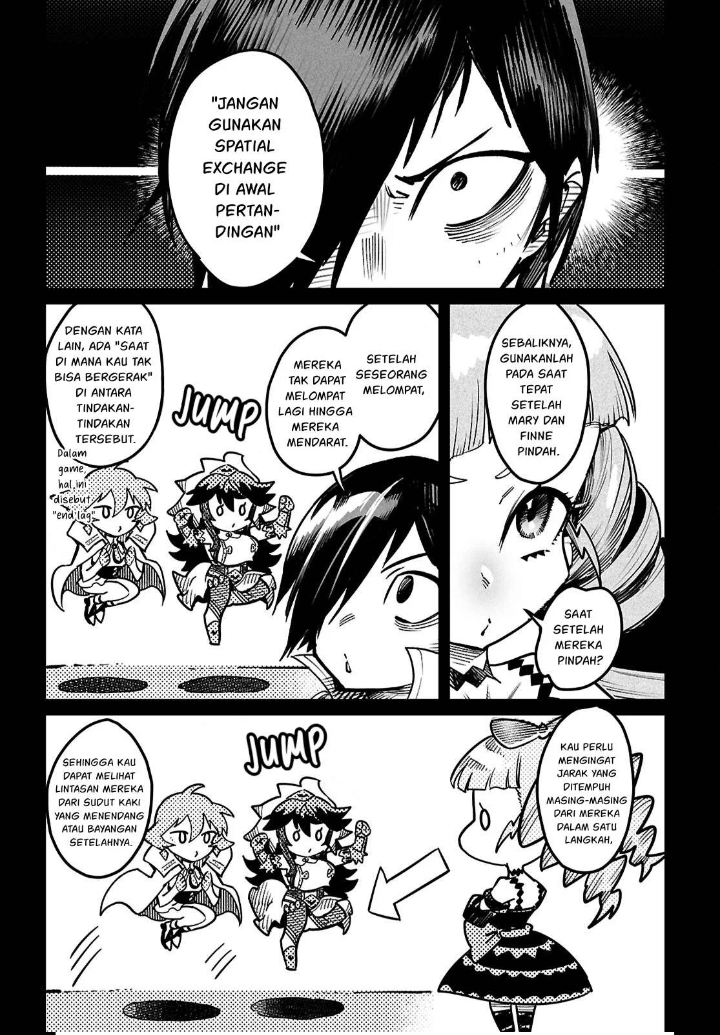 "JANGAN
GUNAKAN
SPATIAL
EXCHANGE
DI AWAL
PERTAN-
DINGAN"
DENGAN KATA
LAIN, ADA "SAAT
DI MANA KAU TAK
BISA BERGERAK"
DI ANTARA
TINDAKAN-
TINDAKAN
TERSEBUT.
Dalam
game,
hal ini
disebut
"end lag"
JUMP
SETELAH
SESEORANG
MELOMPAT,
MEREKA
TAK DAPAT
MELOMPAT
LAGI HINGGA
MEREKA
MENDARAT.
SEBALIKNYA,
GUNAKANLAH
PADA SAAT
TEPAT
SETELAH
MARY DAN
FINNE
PINDAH.
SAAT
SETELAH
MEREKA
PINDAH?
SEHINGGA KAU
DAPAT MELIHAT
LINTASAN MEREKA
DARI SUDUT KAKI
YANG MENENDANG
ATAU BAYANGAN
SETELAHNYA.
JUMP
KAU PERLU
MENGINGAT
JARAK YANG
DITEMPUH
MASING-MASING
DARI MEREKA
DALAM SATU
LANGKAH,